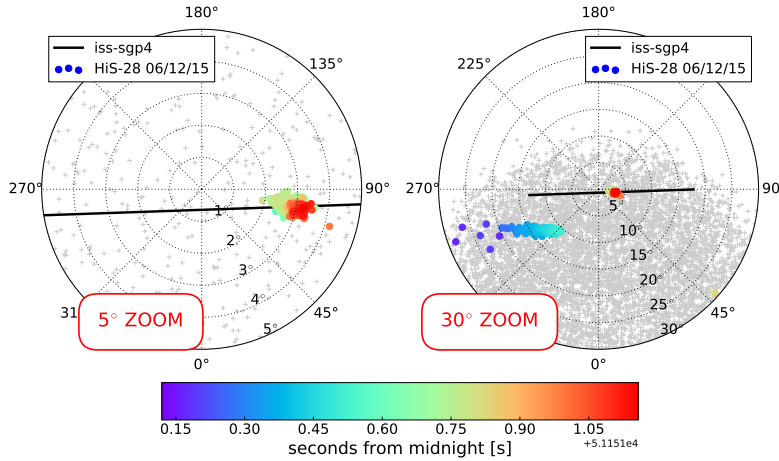 180°
iss-sgp4
HiS-28 06/12/15
135°
270°
90°
1°
2°
3°
4°
5°
31
45°
0°
5° ZOOM
180°
iss-sgp4
HiS-28 06/12/15
225°
270°
90
5°
10°
15°
20°
25°
30°
45°
0°
30° ZOOM
0.15 0.30 0.45 0.60 0.75 0.90 1.05
+5.1151e4
seconds from midnight [s]